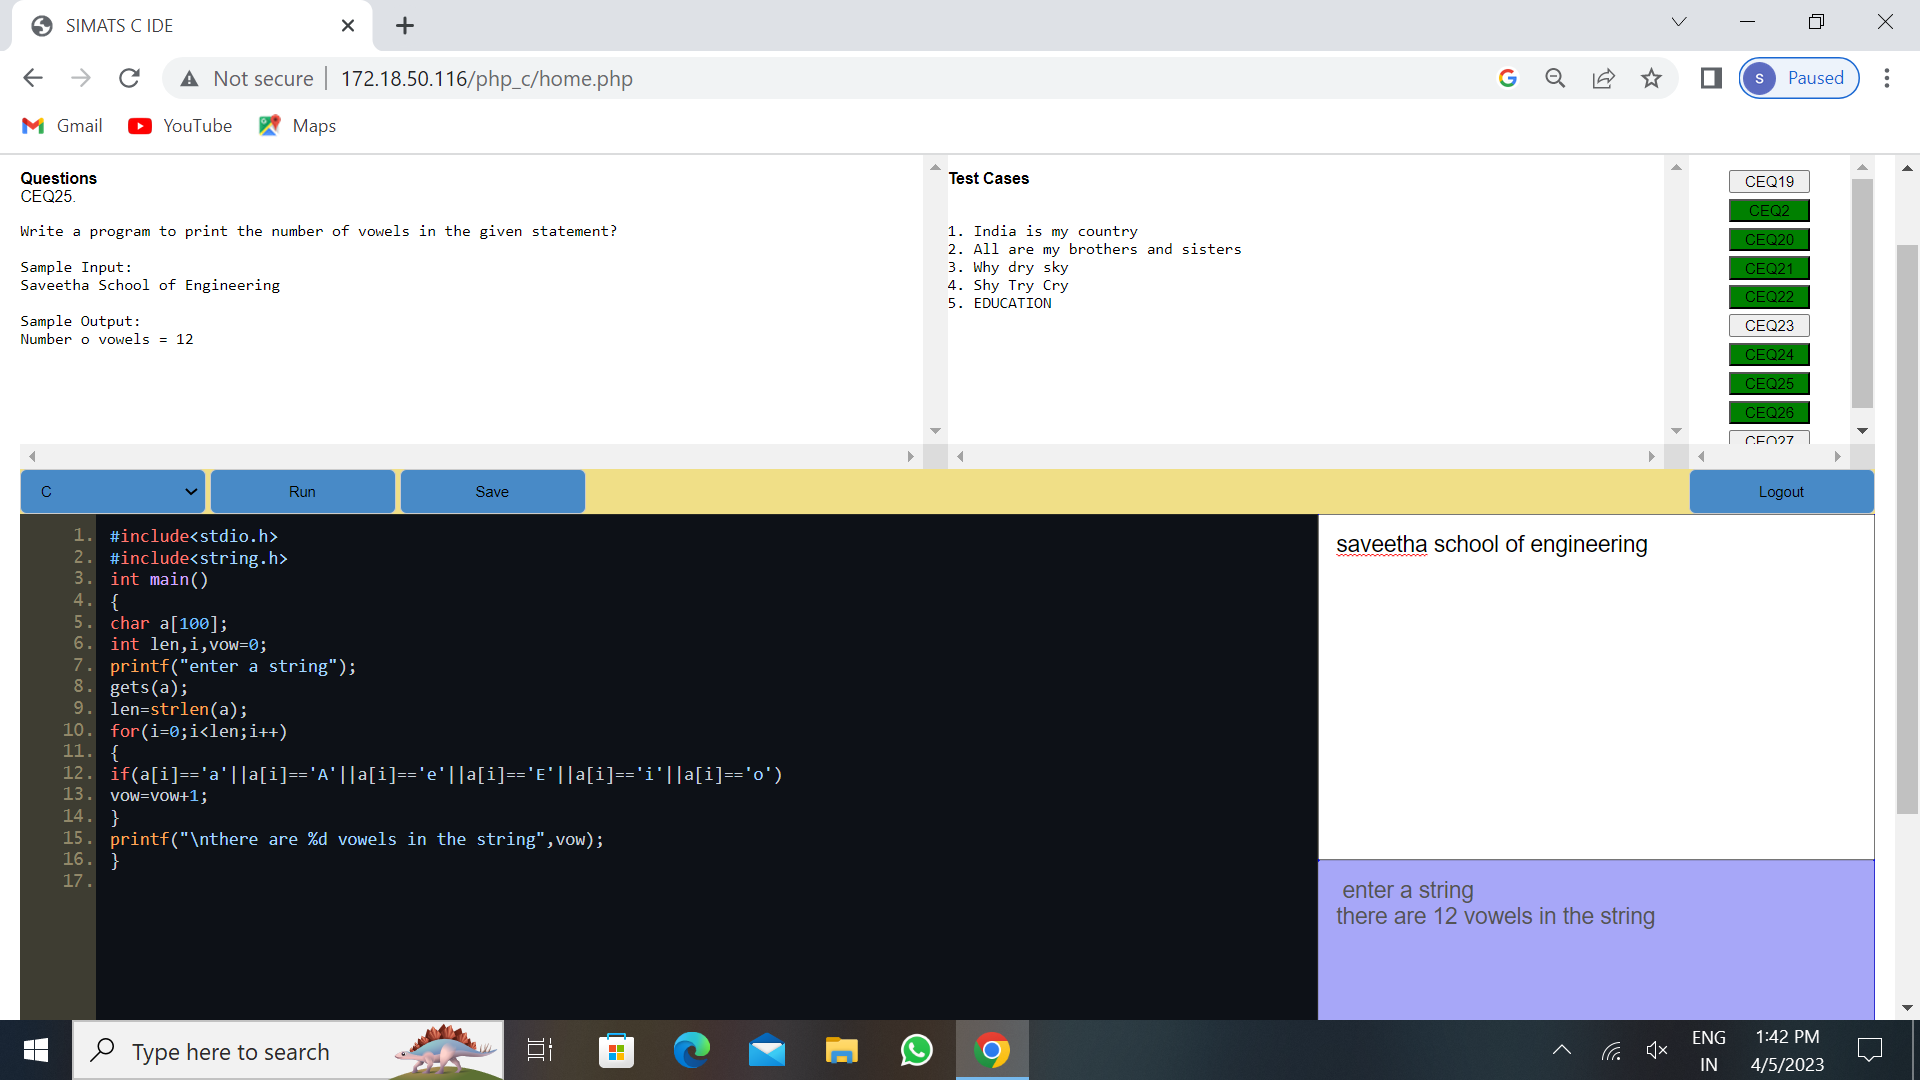 SIMATS C IDE
Not secure
172.18.50.116/php_c/home.php
S
Paused
Gmail
YouTube
Maps
Questions
CEQ25.
Write a program to print the number of vowels in the given statement?
Sample Input:
Saveetha School of Engineering
Sample Output:
Number o vowels = 12
Test Cases
1. India is my country
2. All are my brothers and sisters
3. Why dry sky
4. Shy Try Cry
5. EDUCATION
CEQ19
CEQ2
CEQ20
CEQ21
CEQ22
CEQ23
CEQ24
CEQ25
CEQ26
CEQ27
C
Run
Save
Logout
1. #include<stdio.h>
2. #include<string.h>
3. int main()
4. {
5. char a[100];
6. int len,i,vow=0;
7. printf("enter a string");
8. gets(a);
9. len=strlen(a);
10. for(i=0;i<len;i++)
11. {
12. if(a[i]=='a'||a[i]=='A'||a[i]=='e'||a[i]=='E'||a[i]=='i'||a[i]=='o')
13. vow=vow+1;
14. }
15. printf("\nthere are %d vowels in the string",vow);
16. }
17.
saveetha school of engineering
enter a string
there are 12 vowels in the string
Type here to search
ENG
IN
1:42 PM
4/5/2023